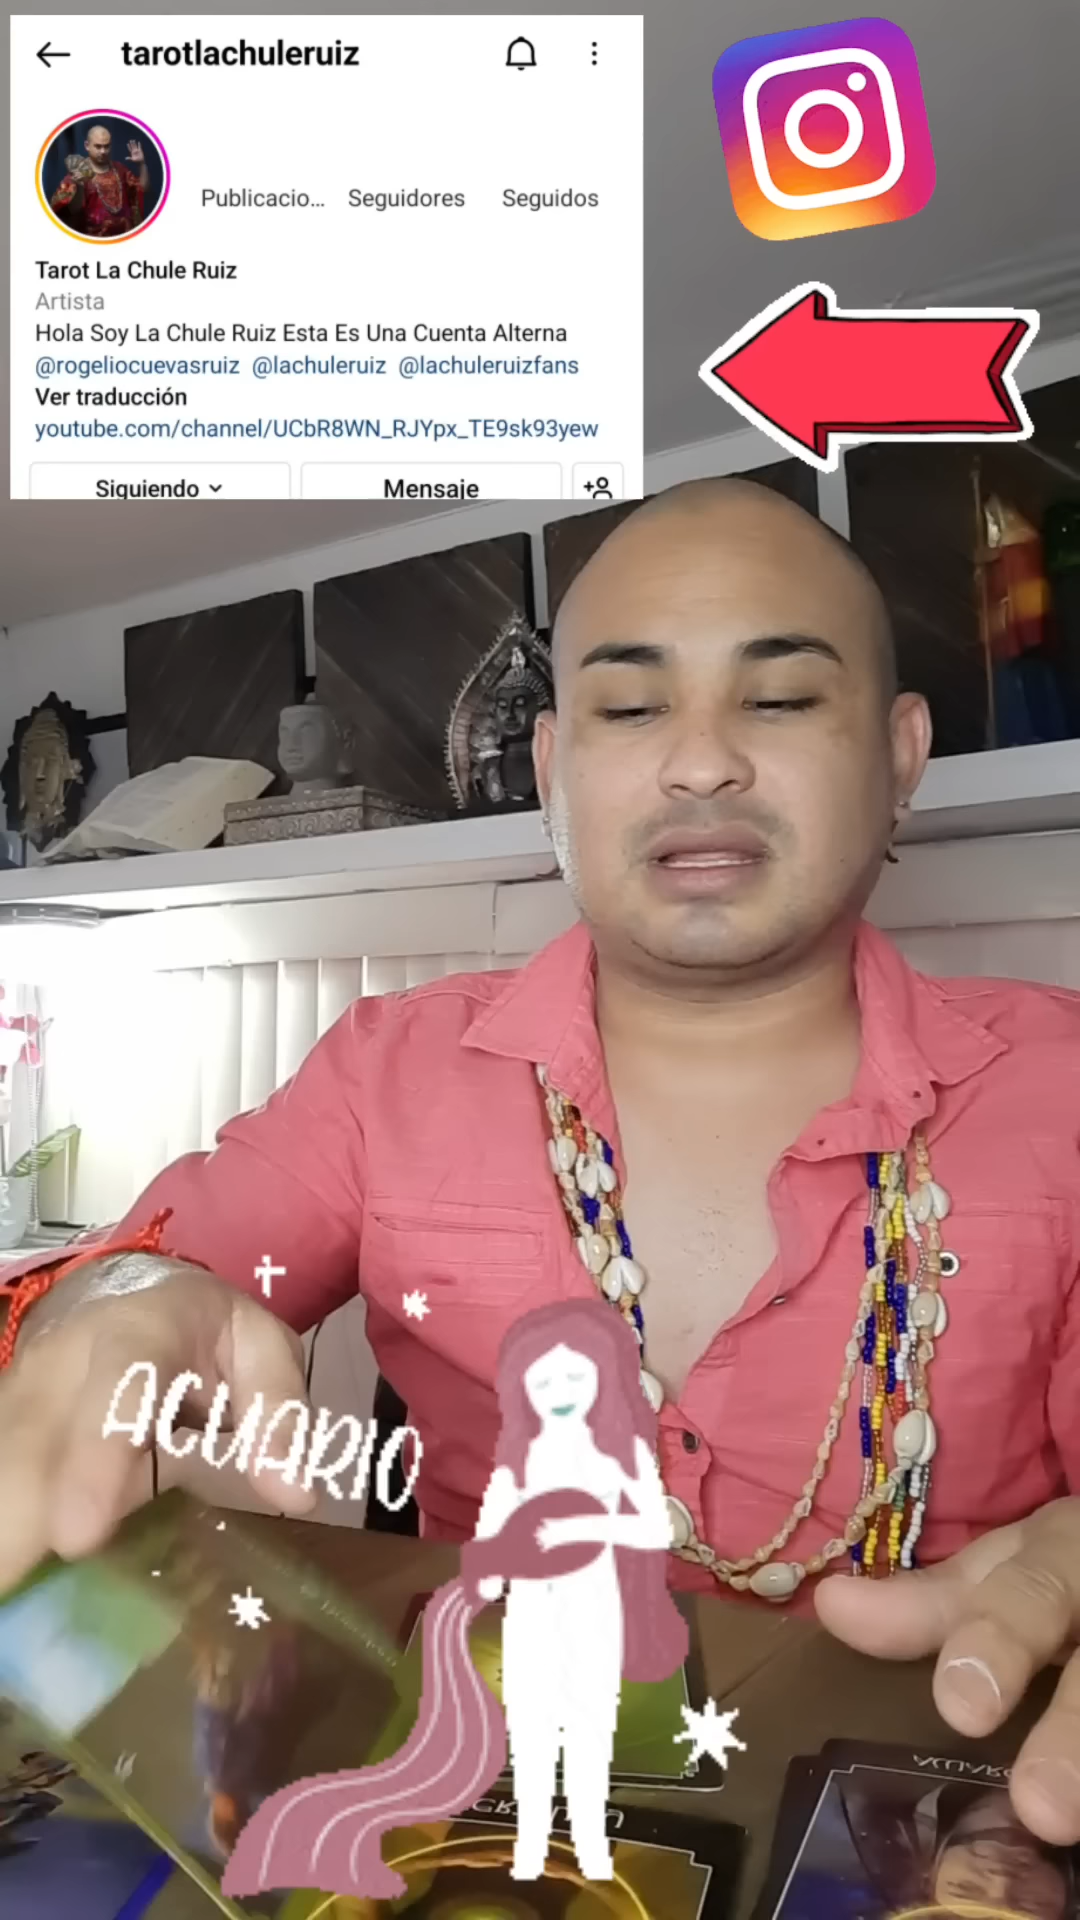 tarotlachuleruiz
Publicacio... Seguidores Seguidos
Tarot La Chule Ruiz
Artista
Hola Soy La Chule Ruiz Esta Es Una Cuenta Alterna
@rogeliocuevasruiz @lachuleruiz @lachuleruizfans
Ver traducción
youtube.com/channel/UCbR8WN_RJYpx_TE9sk93yew
Siguiendo Mensaje
ACUARIO